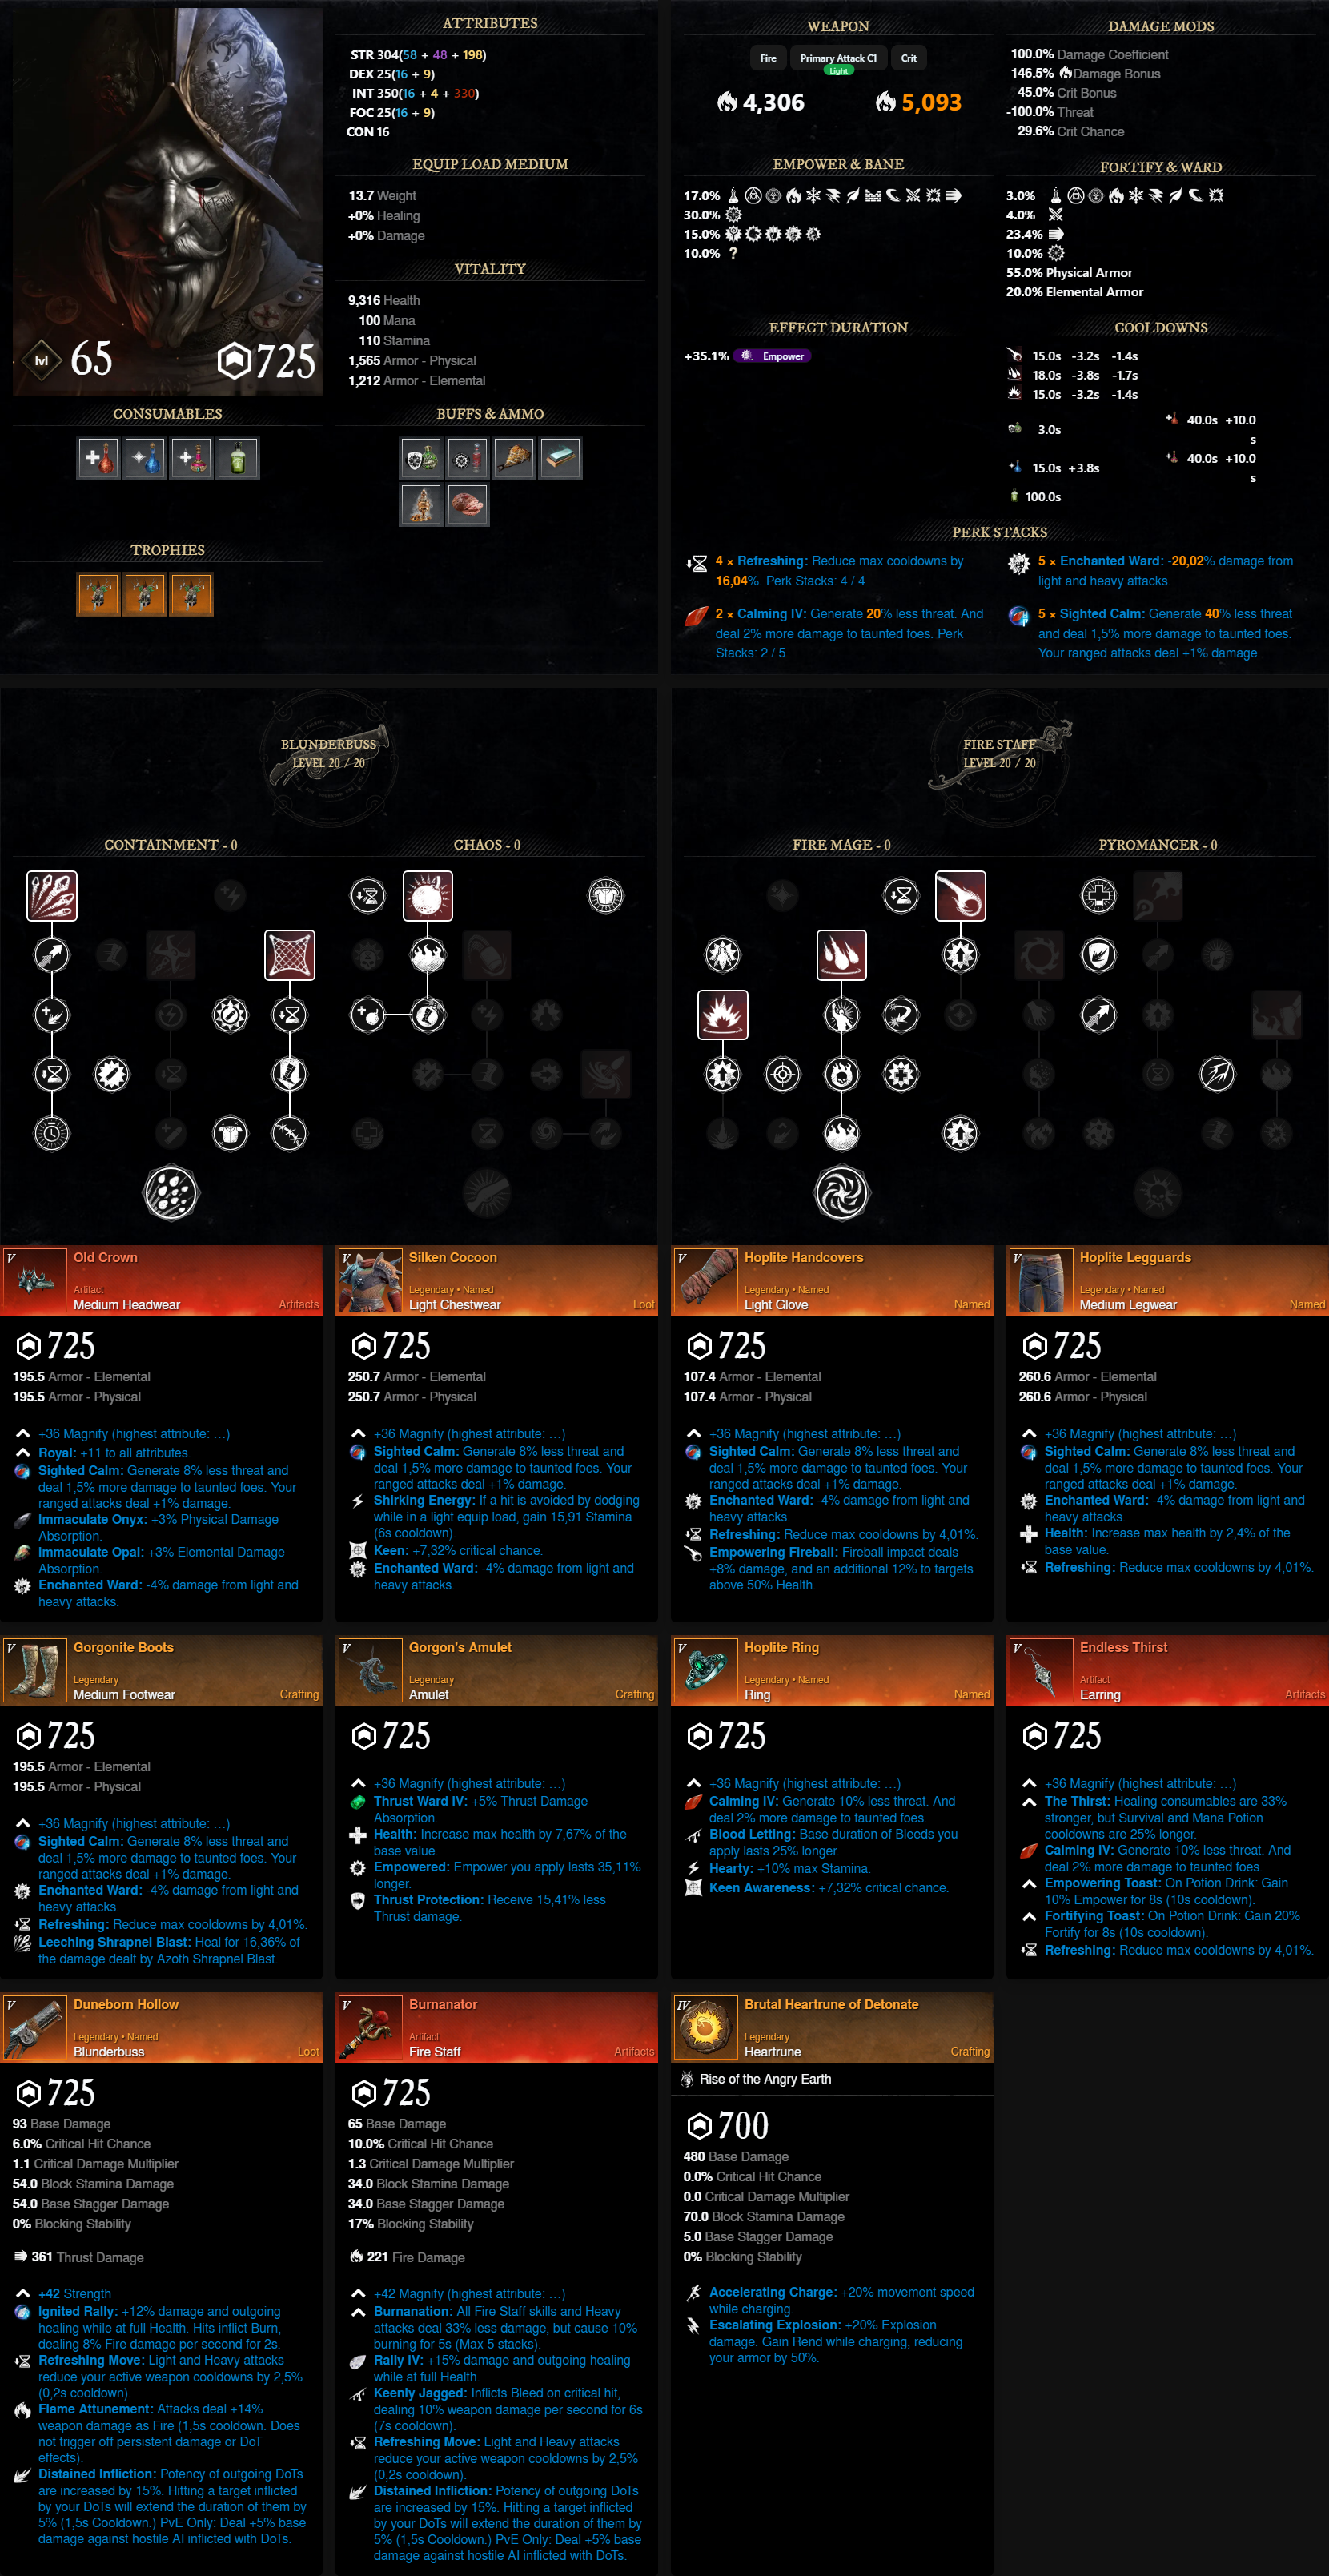 ATTRIBUTES
STR 304(58 + 48 + 198)
DEX 25(16 + 9)
INT 350(16 + 4 + 330)
FOC 25(16 + 9)
CON 16
EQUIP LOAD MEDIUM
13.7 Weight
+0% Healing
+0% Damage
VITALITY
9,316 Health
100 Mana
110 Stamina
1,565 Armor - Physical
1,212 Armor - Elemental
lvl 65
725
CONSUMABLES
BUFFS & AMMO
TROPHIES
WEAPON
Fire
Primary Attack C1
Light
Crit
4,306
5,093
DAMAGE MODS
100.0% Damage Coefficient
146.5% Damage Bonus
45.0% Crit Bonus
-100.0% Threat
29.6% Crit Chance
EMPOWER & BANE
17.0%
30.0%
15.0%
10.0% ?
FORTIFY & WARD
3.0%
4.0%
23.4%
10.0%
55.0% Physical Armor
20.0% Elemental Armor
EFFECT DURATION
+35.1% Empower
COOLDOWNS
15.0s -3.2s -1.4s
18.0s -3.8s -1.7s
15.0s -3.2s -1.4s
3.0s
40.0s +10.0
s
15.0s +3.8s
40.0s +10.0
s
100.0s
PERK STACKS
4 × Refreshing: Reduce max cooldowns by
16,04%. Perk Stacks: 4 / 4
5 × Enchanted Ward: -20,02% damage from
light and heavy attacks.
2 × Calming IV: Generate 20% less threat. And
deal 2% more damage to taunted foes. Perk
Stacks: 2 / 5
5 × Sighted Calm: Generate 40% less threat
and deal 1,5% more damage to taunted foes.
Your ranged attacks deal +1% damage.
BLUNDERBUSS
LEVEL 20 / 20
CONTAINMENT - 0
CHAOS - 0
FIRE STAFF
LEVEL 20 / 20
FIRE MAGE - 0
PYROMANCER - 0
V
Old Crown
Artifact
Medium Headwear
Artifacts
725
195.5 Armor - Elemental
195.5 Armor - Physical
+36 Magnify (highest attribute: ...)
Royal: +11 to all attributes.
Sighted Calm: Generate 8% less threat and
deal 1,5% more damage to taunted foes. Your
ranged attacks deal +1% damage.
Immaculate Onyx: +3% Physical Damage
Absorption.
Immaculate Opal: +3% Elemental Damage
Absorption.
Enchanted Ward: -4% damage from light and
heavy attacks.
V
Silken Cocoon
Legendary • Named
Light Chestwear
Loot
725
250.7 Armor - Elemental
250.7 Armor - Physical
+36 Magnify (highest attribute: ...)
Sighted Calm: Generate 8% less threat and
deal 1,5% more damage to taunted foes. Your
ranged attacks deal +1% damage.
Shirking Energy: If a hit is avoided by dodging
while in a light equip load, gain 15,91 Stamina
(6s cooldown).
Keen: +7,32% critical chance.
Enchanted Ward: -4% damage from light and
heavy attacks.
V
Hoplite Handcovers
Legendary • Named
Light Glove
Named
725
107.4 Armor - Elemental
107.4 Armor - Physical
+36 Magnify (highest attribute: ...)
Sighted Calm: Generate 8% less threat and
deal 1,5% more damage to taunted foes. Your
ranged attacks deal +1% damage.
Enchanted Ward: -4% damage from light and
heavy attacks.
Refreshing: Reduce max cooldowns by 4,01%.
Empowering Fireball: Fireball impact deals
+8% damage, and an additional 12% to targets
above 50% Health.
V
Hoplite Legguards
Legendary • Named
Medium Legwear
Named
725
260.6 Armor - Elemental
260.6 Armor - Physical
+36 Magnify (highest attribute: ...)
Sighted Calm: Generate 8% less threat and
deal 1,5% more damage to taunted foes. Your
ranged attacks deal +1% damage.
Enchanted Ward: -4% damage from light and
heavy attacks.
Health: Increase max health by 2,4% of the
base value.
Refreshing: Reduce max cooldowns by 4,01%.
V
Gorgonite Boots
Legendary
Medium Footwear
Crafting
725
195.5 Armor - Elemental
195.5 Armor - Physical
+36 Magnify (highest attribute: ...)
Sighted Calm: Generate 8% less threat and
deal 1,5% more damage to taunted foes. Your
ranged attacks deal +1% damage.
Enchanted Ward: -4% damage from light and
heavy attacks.
Refreshing: Reduce max cooldowns by 4,01%.
Leeching Shrapnel Blast: Heal for 16,36% of
the damage dealt by Azoth Shrapnel Blast.
V
Gorgon's Amulet
Legendary
Amulet
Crafting
725
+36 Magnify (highest attribute: ...)
Thrust Ward IV: +5% Thrust Damage
Absorption.
Health: Increase max health by 7,67% of the
base value.
Empowered: Empower you apply lasts 35,11%
longer.
Thrust Protection: Receive 15,41% less
Thrust damage.
V
Hoplite Ring
Legendary • Named
Ring
Named
725
+36 Magnify (highest attribute: ...)
Calming IV: Generate 10% less threat. And
deal 2% more damage to taunted foes.
Blood Letting: Base duration of Bleeds you
apply lasts 25% longer.
Hearty: +10% max Stamina.
Keen Awareness: +7,32% critical chance.
V
Endless Thirst
Artifact
Earring
Artifacts
725
+36 Magnify (highest attribute: ...)
The Thirst: Healing consumables are 33%
stronger, but Survival and Mana Potion
cooldowns are 25% longer.
Calming IV: Generate 10% less threat. And
deal 2% more damage to taunted foes.
Empowering Toast: On Potion Drink: Gain
10% Empower for 8s (10s cooldown).
Fortifying Toast: On Potion Drink: Gain 20%
Fortify for 8s (10s cooldown).
Refreshing: Reduce max cooldowns by 4,01%.
V
Duneborn Hollow
Legendary • Named
Blunderbuss
Loot
725
93 Base Damage
6.0% Critical Hit Chance
1.1 Critical Damage Multiplier
54.0 Block Stamina Damage
54.0 Base Stagger Damage
0% Blocking Stability
361 Thrust Damage
+42 Strength
Ignited Rally: +12% damage and outgoing
healing while at full Health. Hits inflict Burn,
dealing 8% Fire damage per second for 2s.
Refreshing Move: Light and Heavy attacks
reduce your active weapon cooldowns by 2,5%
(0,2s cooldown).
Flame Attunement: Attacks deal +14%
weapon damage as Fire (1,5s cooldown. Does
not trigger off persistent damage or DoT
effects).
Distained Infliction: Potency of outgoing DoTs
are increased by 15%. Hitting a target inflicted
by your DoTs will extend the duration of them by
5% (1,5s Cooldown.) PvE Only: Deal +5% base
damage against hostile AI inflicted with DoTs.
V
Burnanator
Artifact
Fire Staff
Artifacts
725
65 Base Damage
10.0% Critical Hit Chance
1.3 Critical Damage Multiplier
34.0 Block Stamina Damage
34.0 Base Stagger Damage
17% Blocking Stability
221 Fire Damage
+42 Magnify (highest attribute: ...)
Burnanation: All Fire Staff skills and Heavy
attacks deal 33% less damage, but cause 10%
burning for 5s (Max 5 stacks).
Rally IV: +15% damage and outgoing healing
while at full Health.
Keenly Jagged: Inflicts Bleed on critical hit,
dealing 10% weapon damage per second for 6s
(7s cooldown).
Refreshing Move: Light and Heavy attacks
reduce your active weapon cooldowns by 2,5%
(0,2s cooldown).
Distained Infliction: Potency of outgoing DoTs
are increased by 15%. Hitting a target inflicted
by your DoTs will extend the duration of them by
5% (1,5s Cooldown.) PvE Only: Deal +5% base
damage against hostile AI inflicted with DoTs.
IV
Brutal Heartrune of Detonate
Legendary
Heartrune
Crafting
Rise of the Angry Earth
700
480 Base Damage
0.0% Critical Hit Chance
0.0 Critical Damage Multiplier
70.0 Block Stamina Damage
5.0 Base Stagger Damage
0% Blocking Stability
Accelerating Charge: +20% movement speed
while charging.
Escalating Explosion: +20% Explosion
damage. Gain Rend while charging, reducing
your armor by 50%.